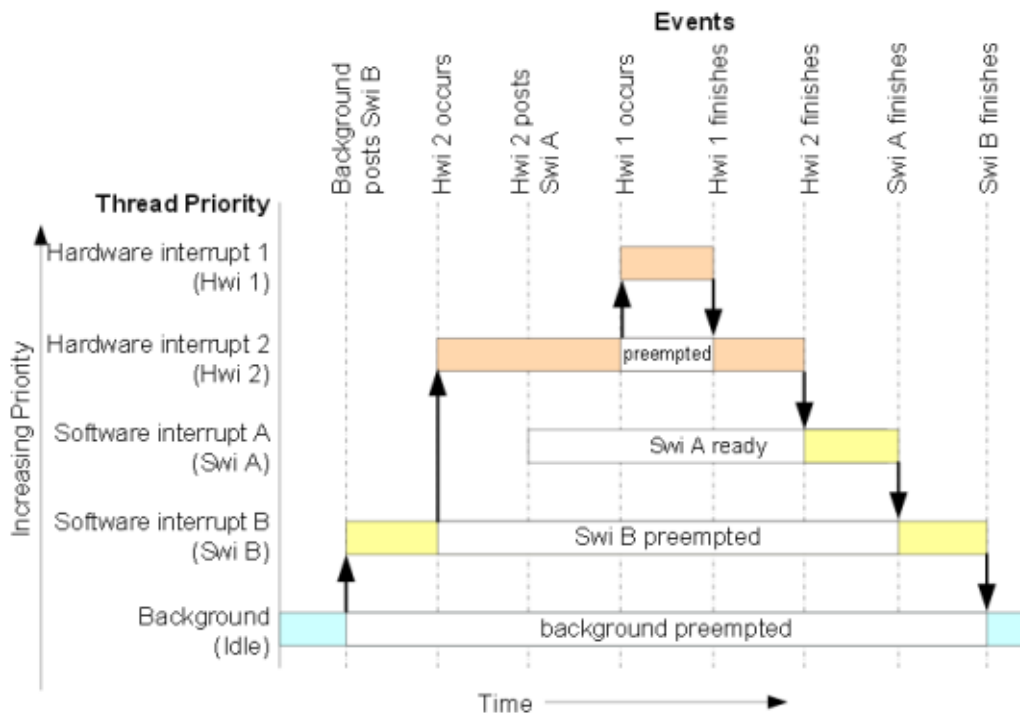 Events
Background
posts Swi B
Hwi 2 occurs
Hwi 2 posts
Swi A
Hwi 1 occurs
Hwi 1 finishes
Hwi 2 finishes
Swi A finishes
Swi B finishes
Thread Priority
Increasing Priority
Hardware interrupt 1
(Hwi 1)
Hardware interrupt 2
(Hwi 2)
preempted
Software interrupt A
(Swi A)
Swi A ready
Software interrupt B
(Swi B)
Swi B preempted
Background
(Idle)
background preempted
Time